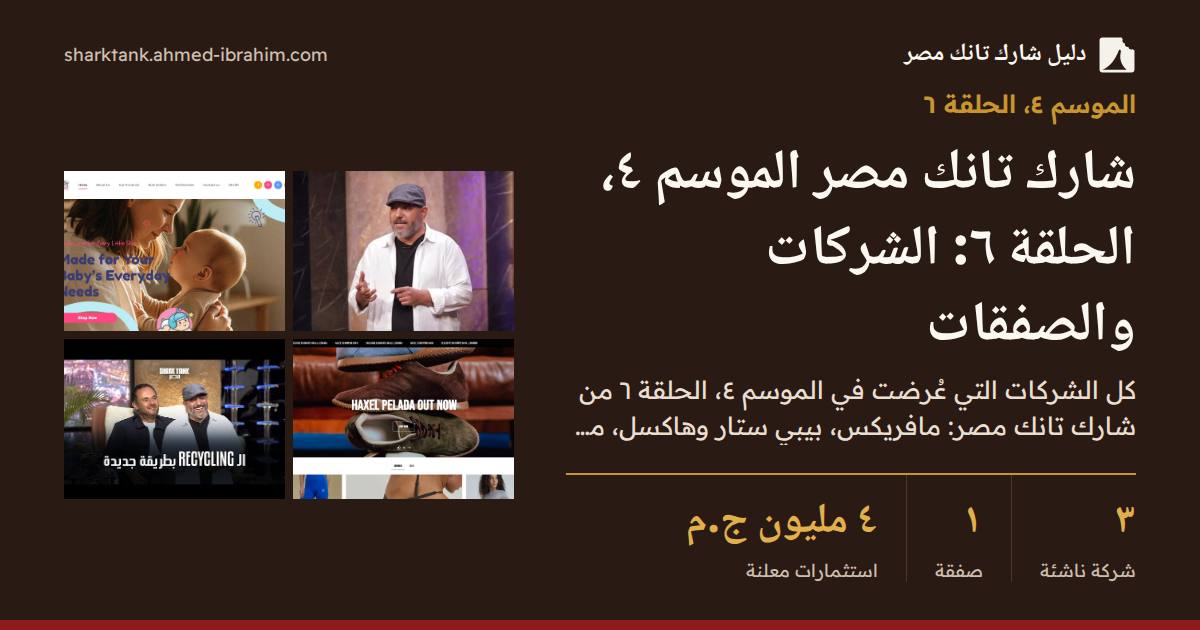 دليل شارك تانك مصر
sharktank.ahmed-ibrahim.com
الموسم ٤، الحلقة ٦
شارك تانك مصر الموسم ٤،
الحلقة ٦: الشركات
والصفقات
كل الشركات التي عُرضت في الموسم ٤، الحلقة ٦ من
شارك تانك مصر: مافريكس، بيبي ستار وهاكسل، م...
٣
شركة ناشئة
١
صفقة
٤ مليون ج.م
استثمارات معلنة
Made for Your
Baby's Everyday
Needs
Shop Now
HAXEL PELADA OUT NOW
SHARK TANK
ال RECYCLING بطريقة جديدة